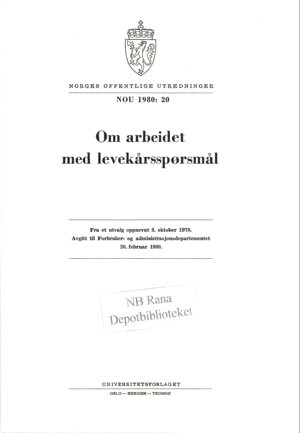 NORGES OFFENTLIGE UTREDNINGER
NOU 1980: 20
Om arbeidet
med levekårsspørsmål
Fra et utvalg oppnevnt 3. oktober 1978.
Avgitt til Forbruker- og administrasjonsdepartementet
20. februar 1980.
NB Rana
Depotbiblioteket
UNIVERSITETSFORLAGET
OSLO — BERGEN — TROMSØ